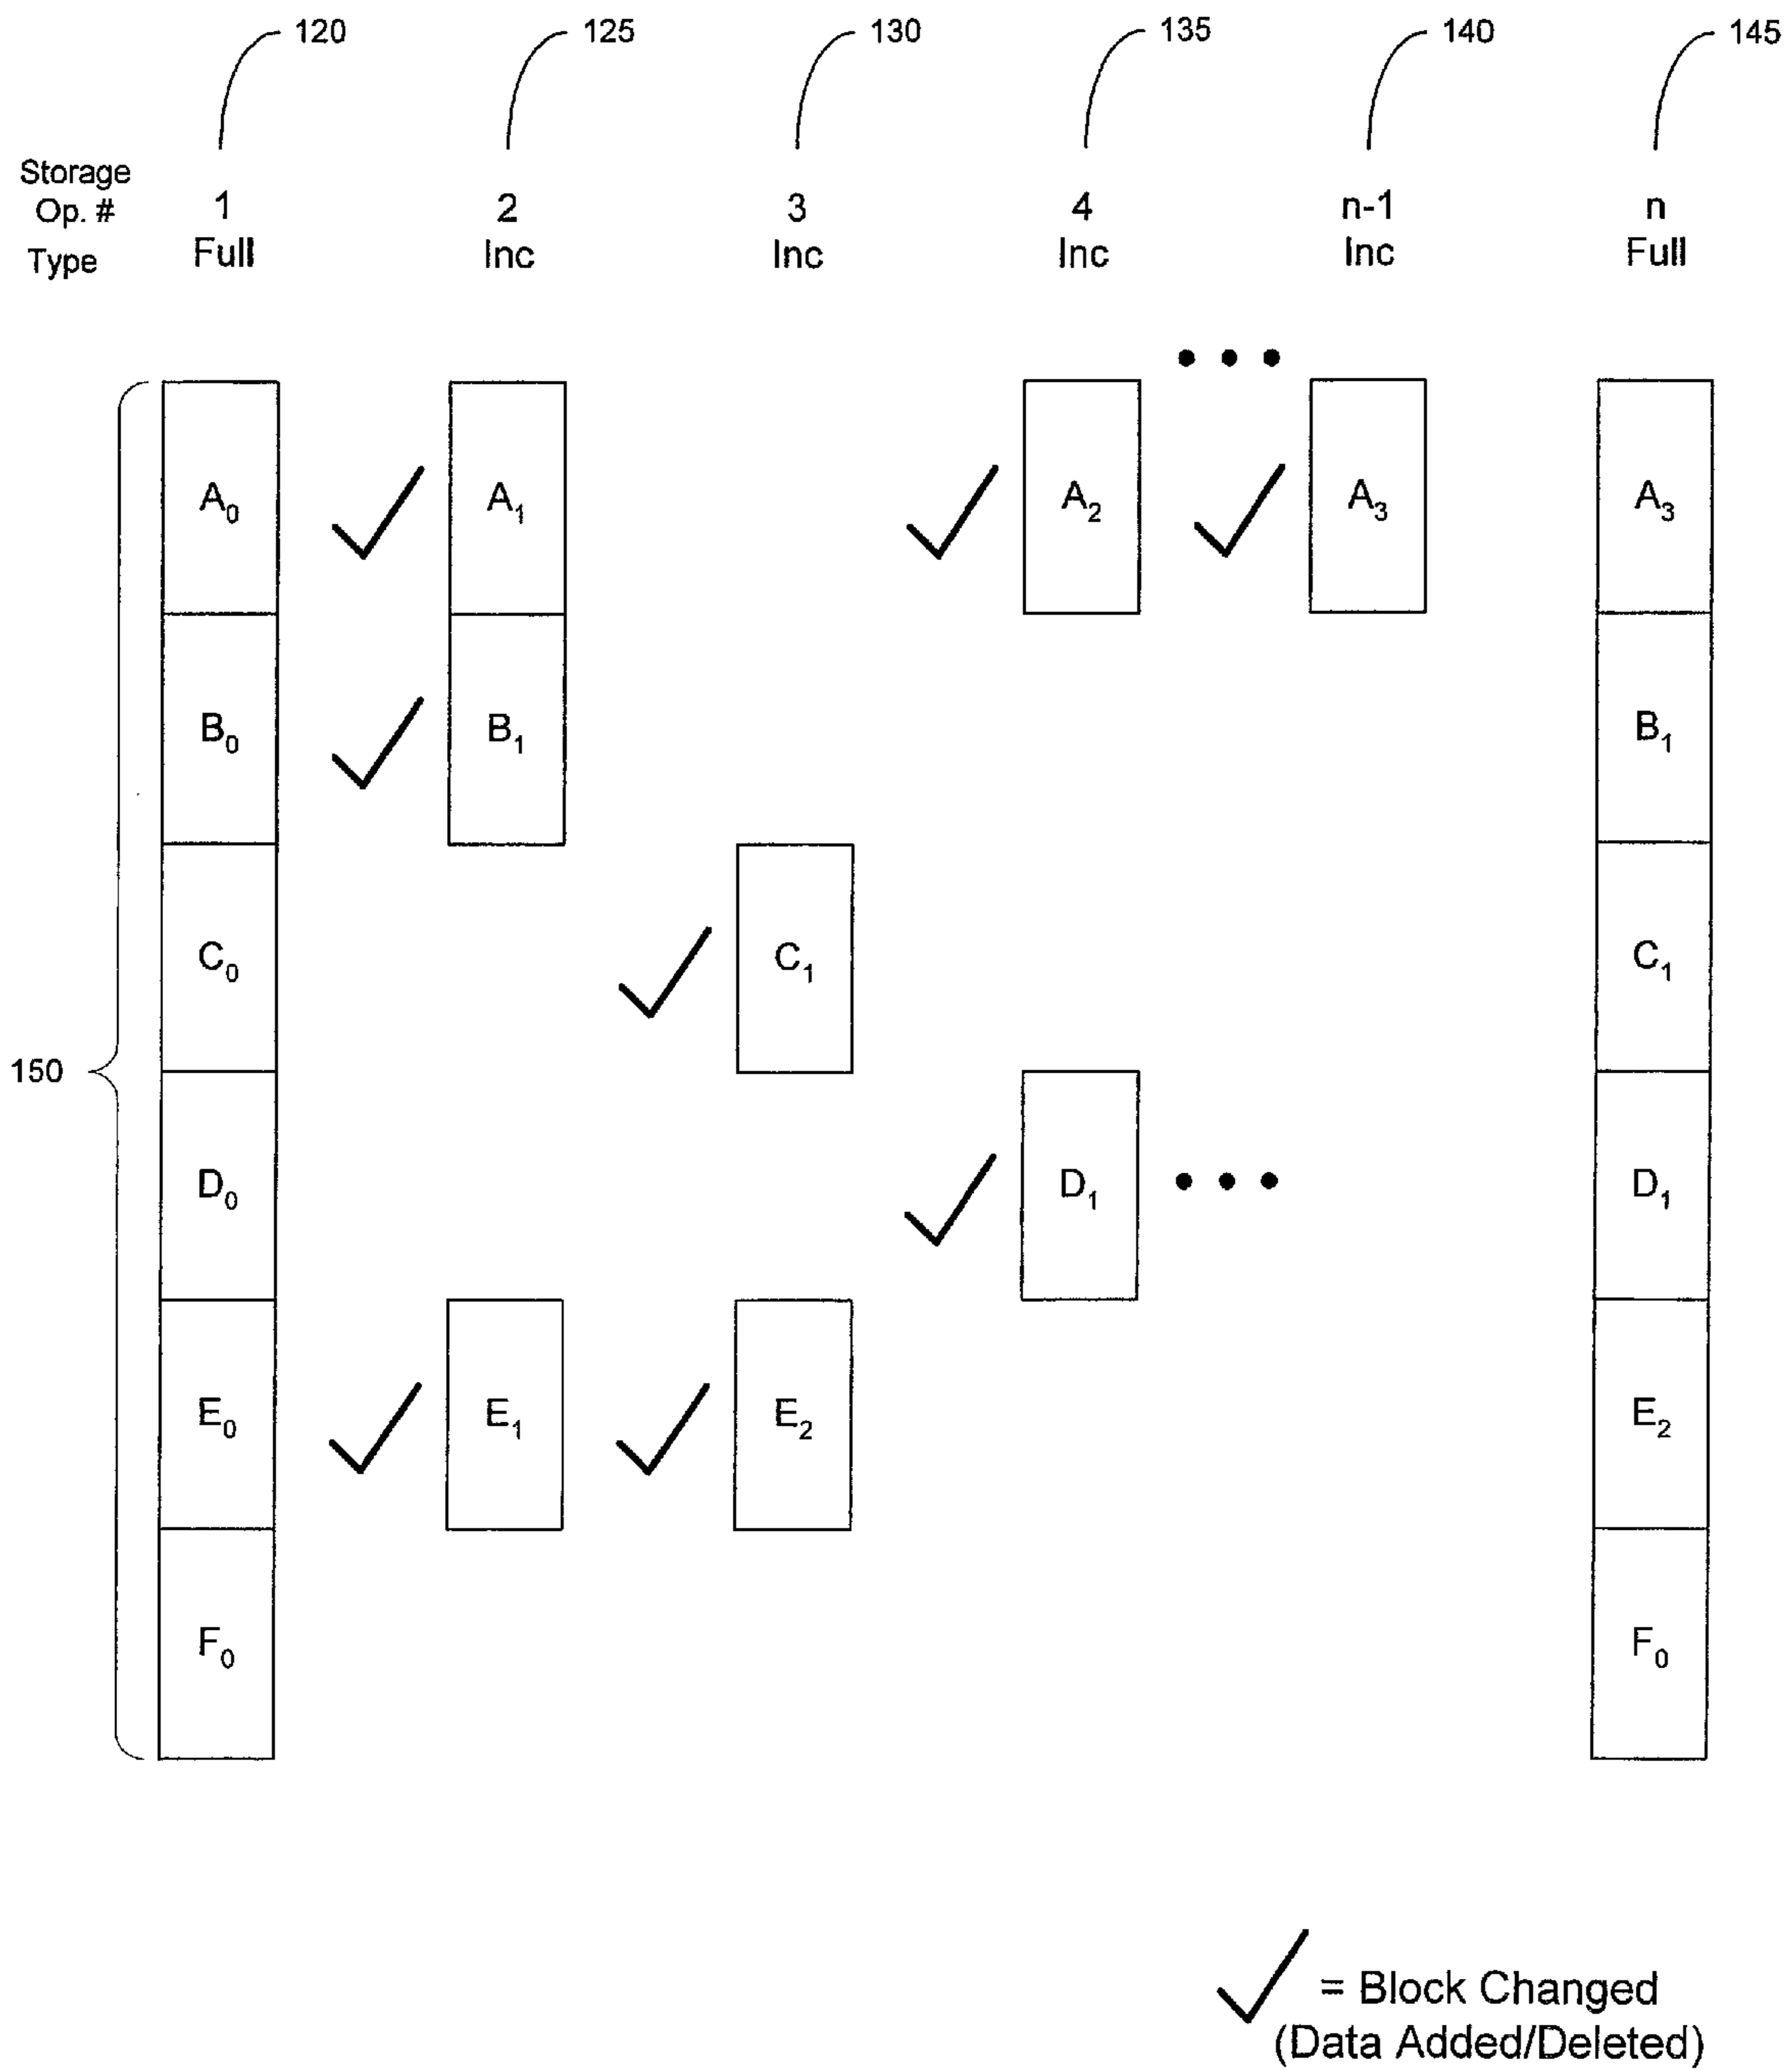 120 125 130 135 140 145
Storage
Op. # 1 2 3 4 n-1 n
Type Full Inc Inc Inc Inc Full
A₀ A₁ A₂ A₃ A₃
B₀ B₁ B₁
C₀ C₁ C₁
150
D₀ D₁ D₁
E₀ E₁ E₂ E₂
F₀ F₀
= Block Changed
(Data Added/Deleted)